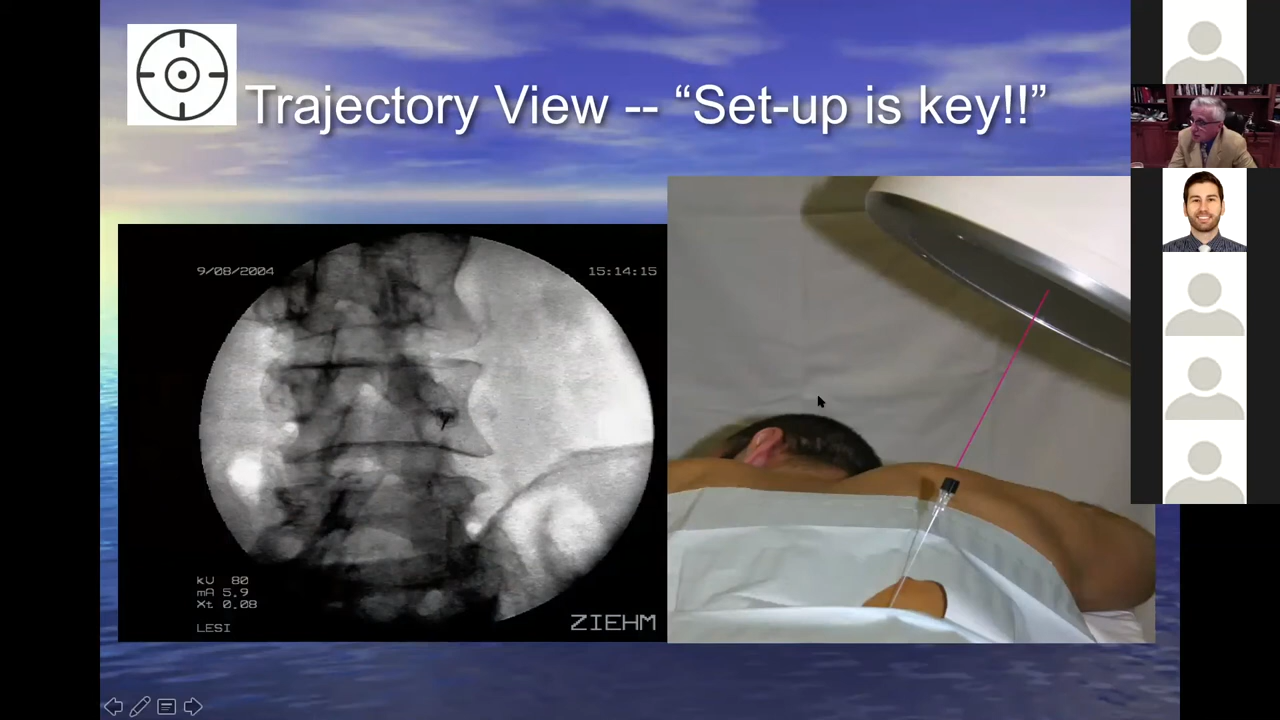 Trajectory View -- “Set-up is key!!”
9/08/2004
15:14:15
kV 80
mA 5.9
Xt 0.08
LESI
ZIEHM